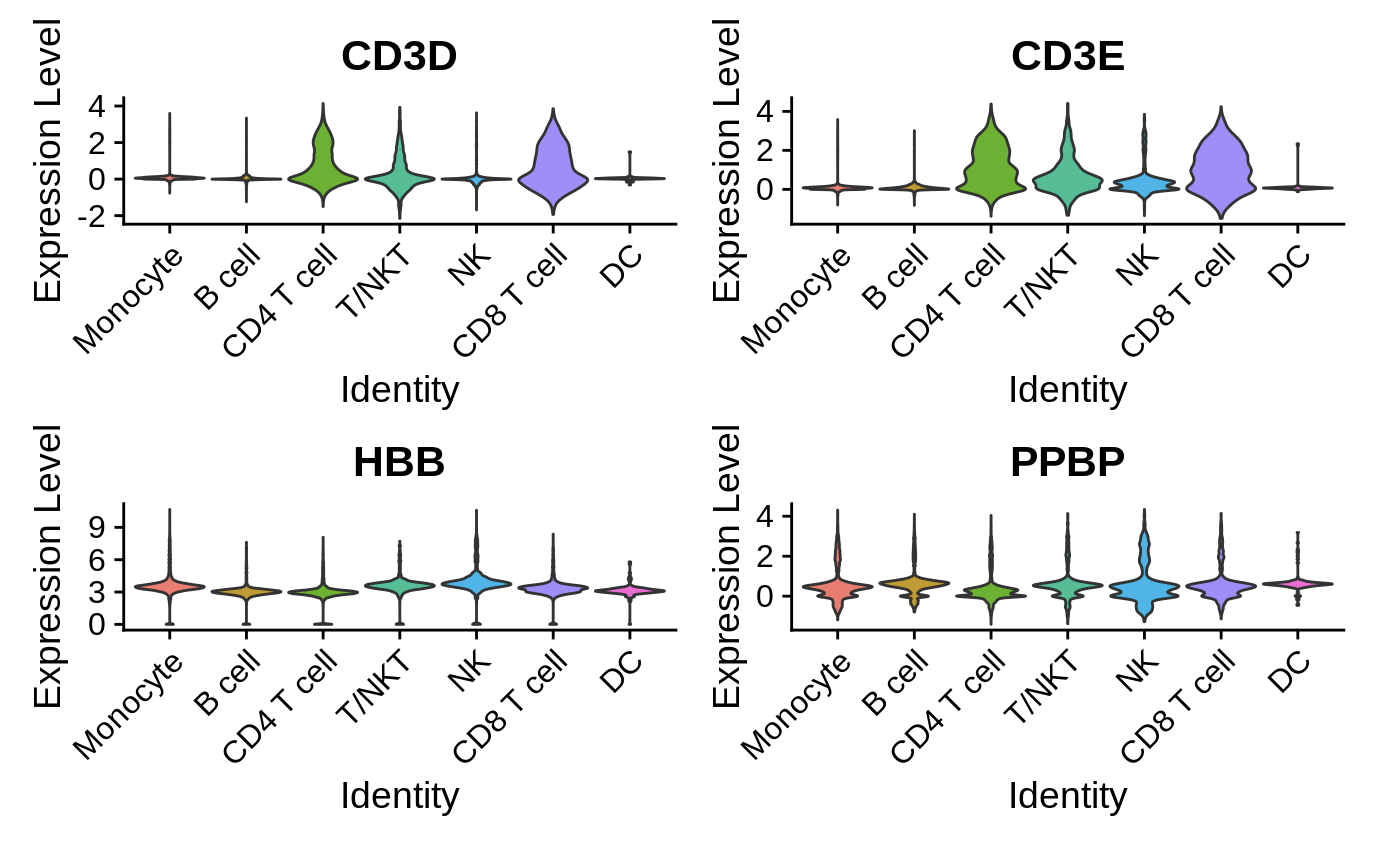 CD3D
Expression Level
4
2
0
-2
Monocyte
B cell
CD4 T cell
T/NKT
NK
CD8 T cell
DC
Identity
CD3E
Expression Level
4
2
0
Monocyte
B cell
CD4 T cell
T/NKT
NK
CD8 T cell
DC
Identity
HBB
Expression Level
9
6
3
0
Monocyte
B cell
CD4 T cell
T/NKT
NK
CD8 T cell
DC
Identity
PPBP
Expression Level
4
2
0
Monocyte
B cell
CD4 T cell
T/NKT
NK
CD8 T cell
DC
Identity